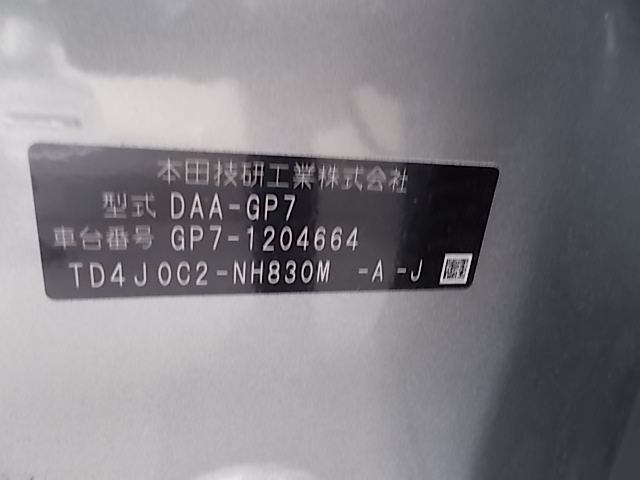 本田技研工業株式会社
型式 DAA-GP7
車台番号 GP7-1204664
TD4J0C2-NH830M -A -J